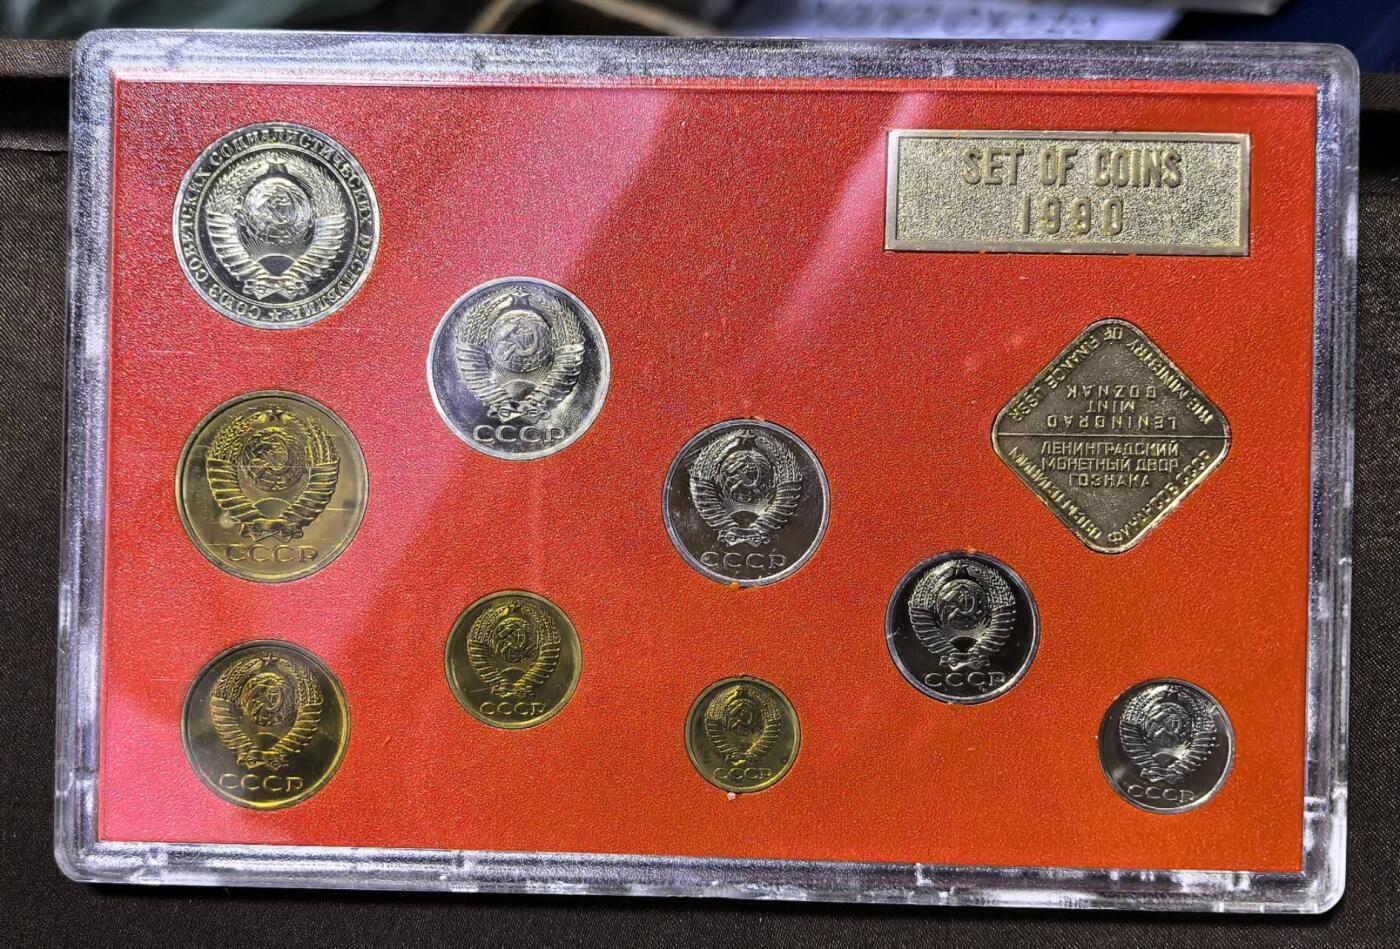 SET OF COINS
1990
СОЮЗ СОВЕТСКИХ СОЦИАЛИСТИЧЕСКИХ РЕСПУБЛИК
СССР
СССР
СССР
THE MINISTRY OF FINANCE USSR
LENINGRAD
MINT
GOZNAK
ЛЕНИНГРАДСКИЙ
МОНЕТНЫЙ ДВОР
ГОЗНАКА
МИНИСТЕРСТВО ФИНАНСОВ СССР
СССР
СССР
СССР
СССР
СССР